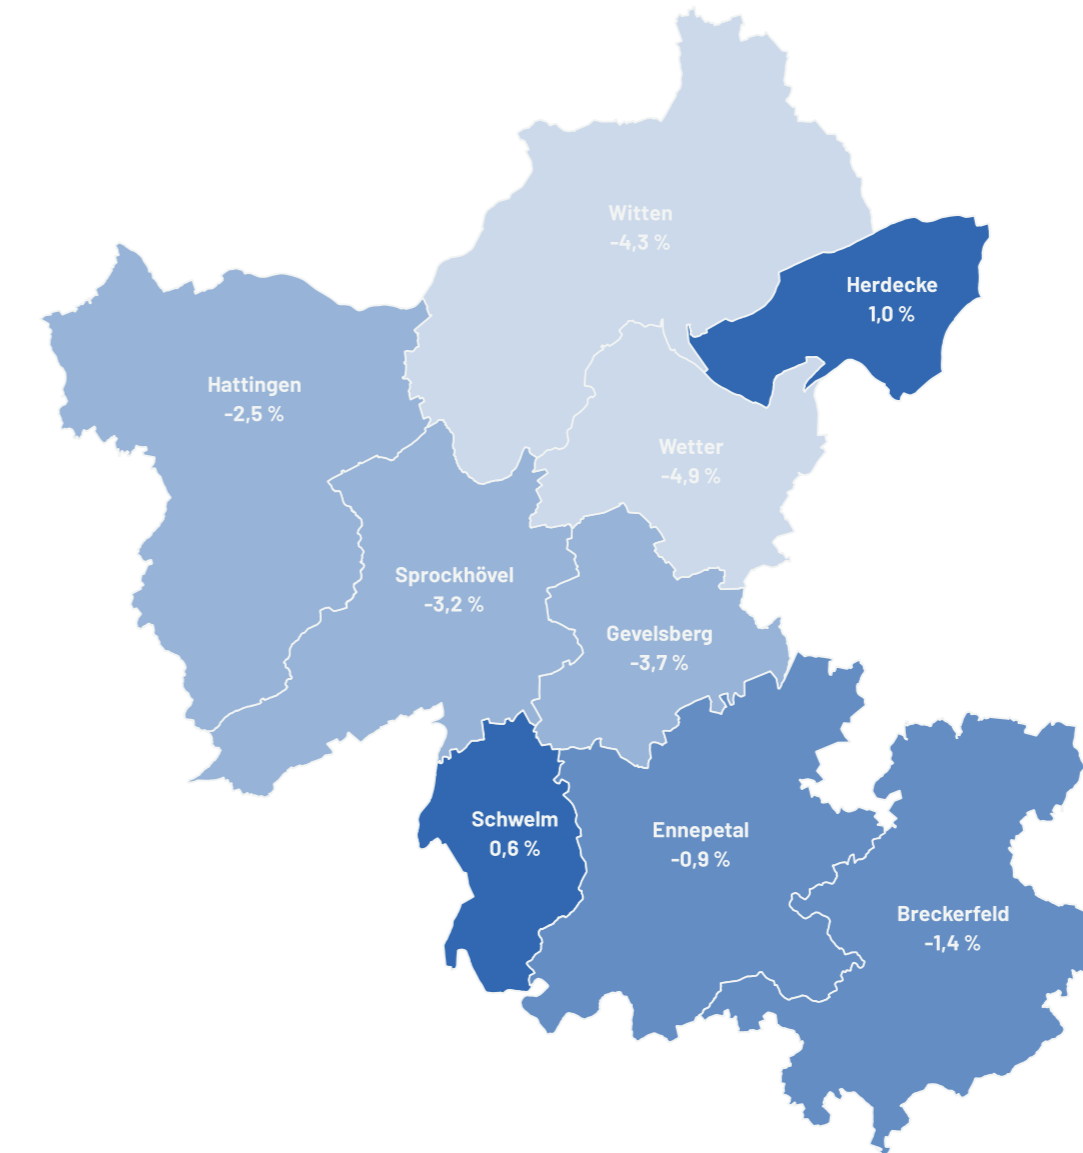 Witten
-4,3 %
Herdecke
1,0 %
Hattingen
-2,5 %
Wetter
-4,9 %
Sprockhövel
-3,2 %
Gevelsberg
-3,7 %
Schwelm
0,6 %
Ennepetal
-0,9 %
Breckerfeld
-1,4 %